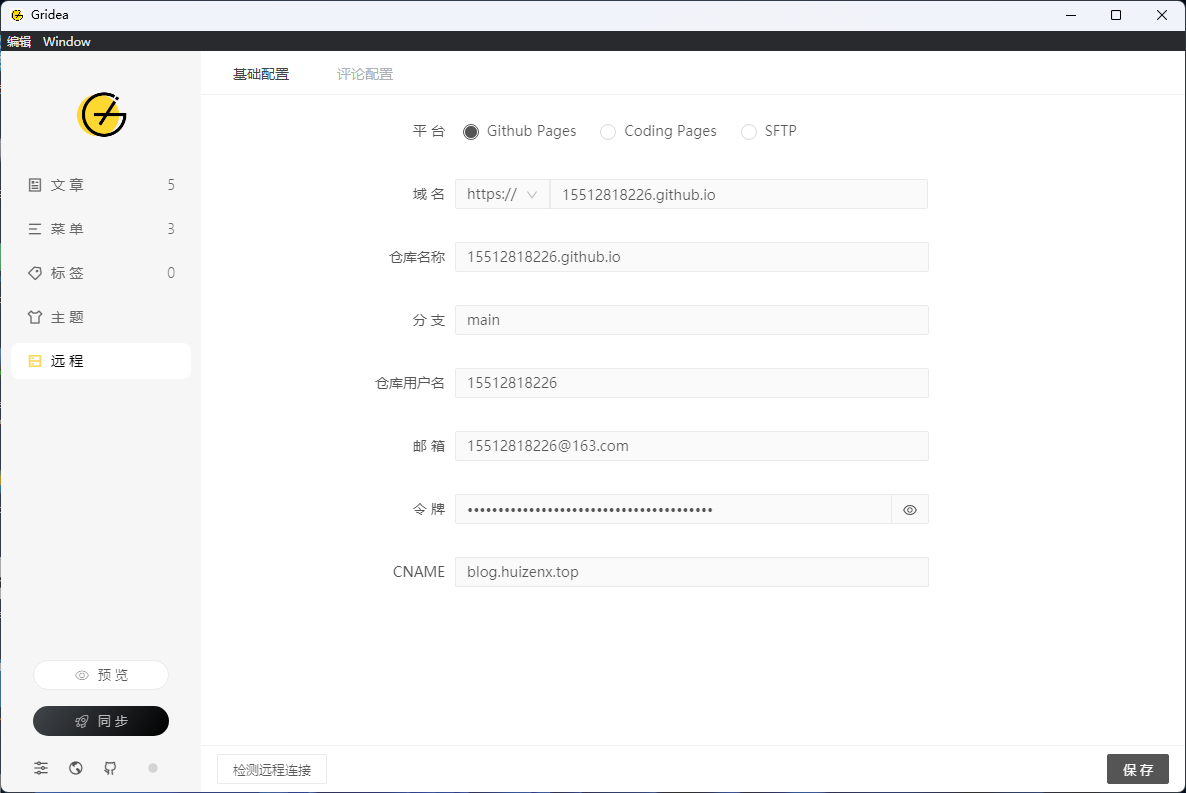 Gridea
编辑 Window
基础配置 评论配置
平台 Github Pages Coding Pages SFTP
文章 5
域名 https:// 15512818226.github.io
菜单 3
仓库名称 15512818226.github.io
标签 0
主题
分支 main
远程
仓库用户名 15512818226
邮箱 15512818226@163.com
令牌 ••••••••••••••••••••••••••••••••••••••••
CNAME blog.huizenx.top
预览
同步
检测远程连接 保存